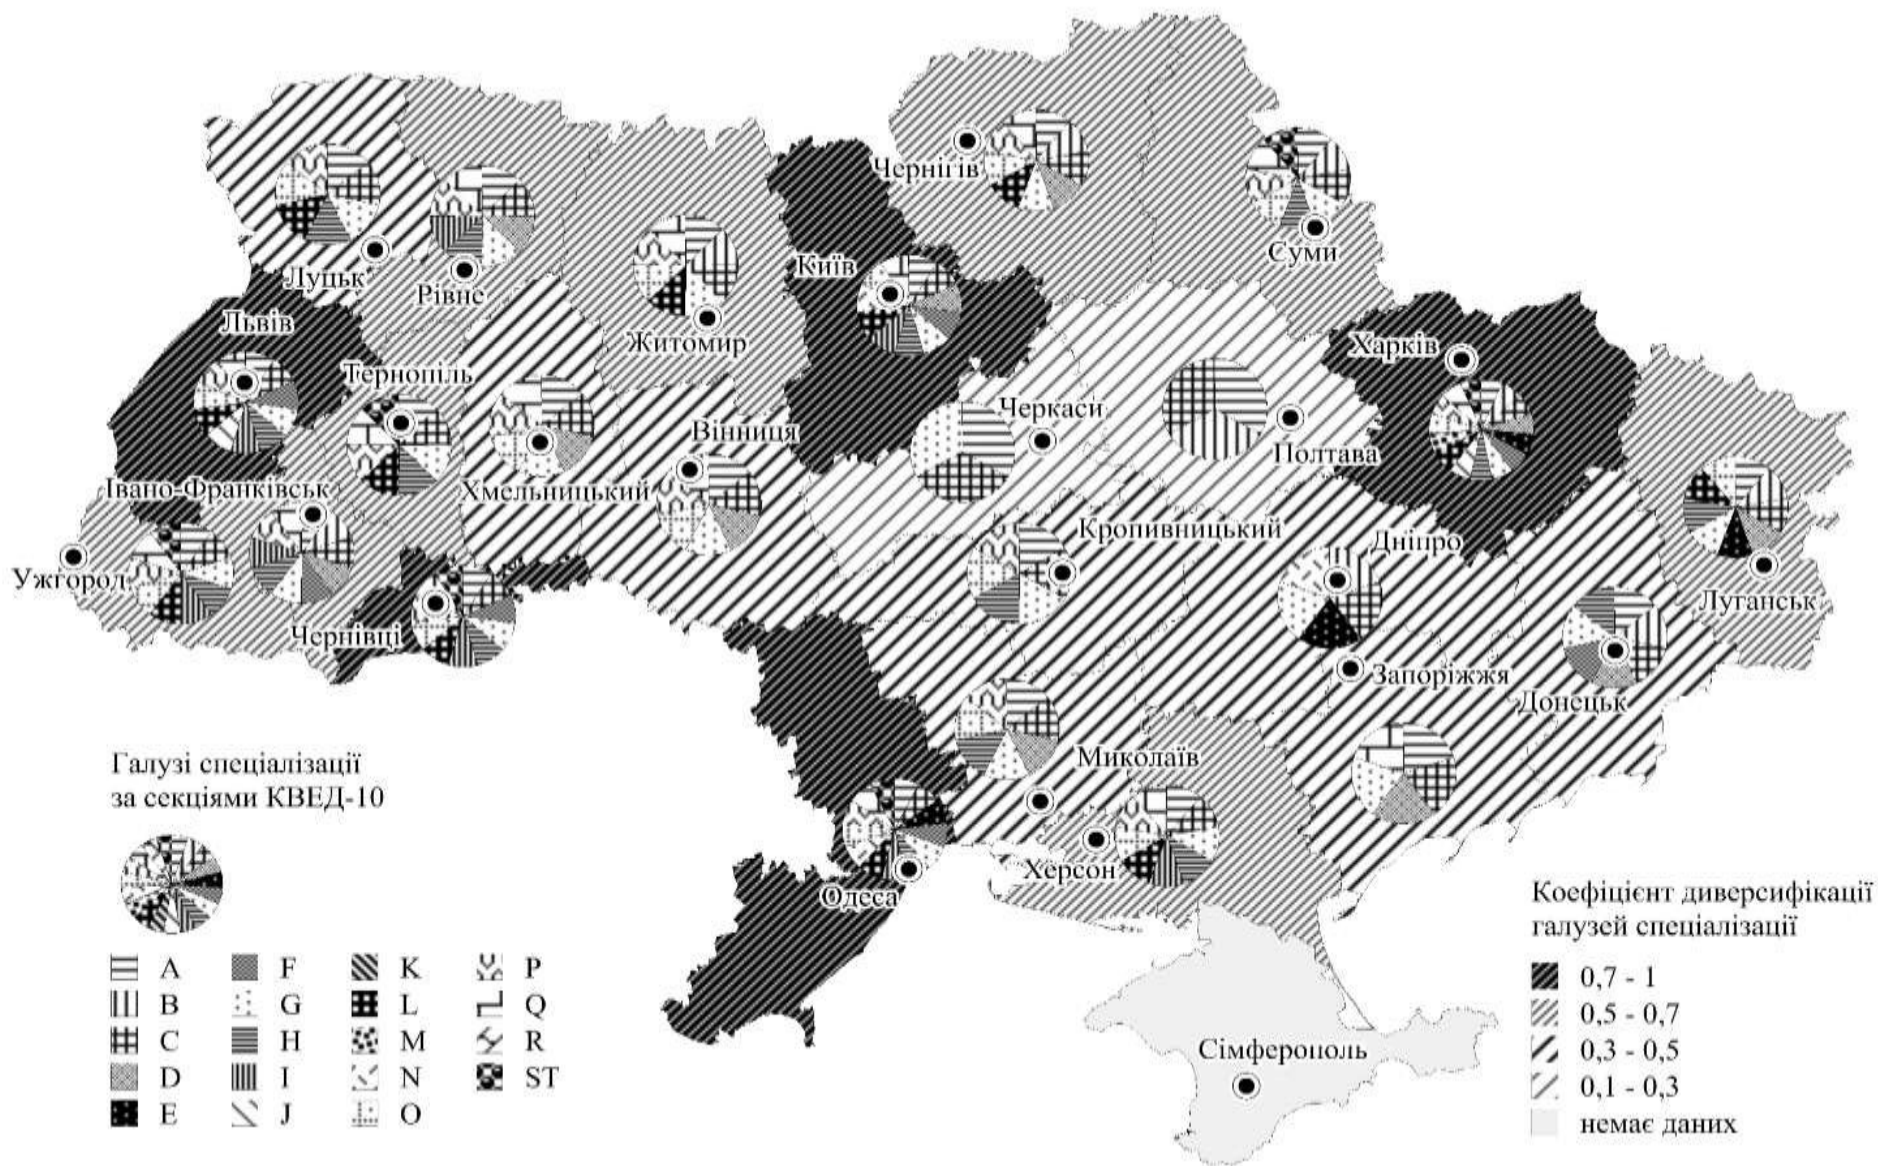 Чернігів
Суми
Київ
Луцьк
Рівне
Львів
Житомир
Харків
Тернопіль
Черкаси
Вінниця
Полтава
Івано-Франківськ
Хмельницький
Кропивницький
Дніпро
Ужгород
Луганськ
Чернівці
Запоріжжя
Донецьк
Миколаїв
Херсон
Одеса
Сімферополь
Галузі спеціалізації
за секціями КВЕД-10
A F K P
B G L Q
C H M R
D I N ST
E J O
Коефіцієнт диверсифікації
галузей спеціалізації
0,7 - 1
0,5 - 0,7
0,3 - 0,5
0,1 - 0,3
немає даних